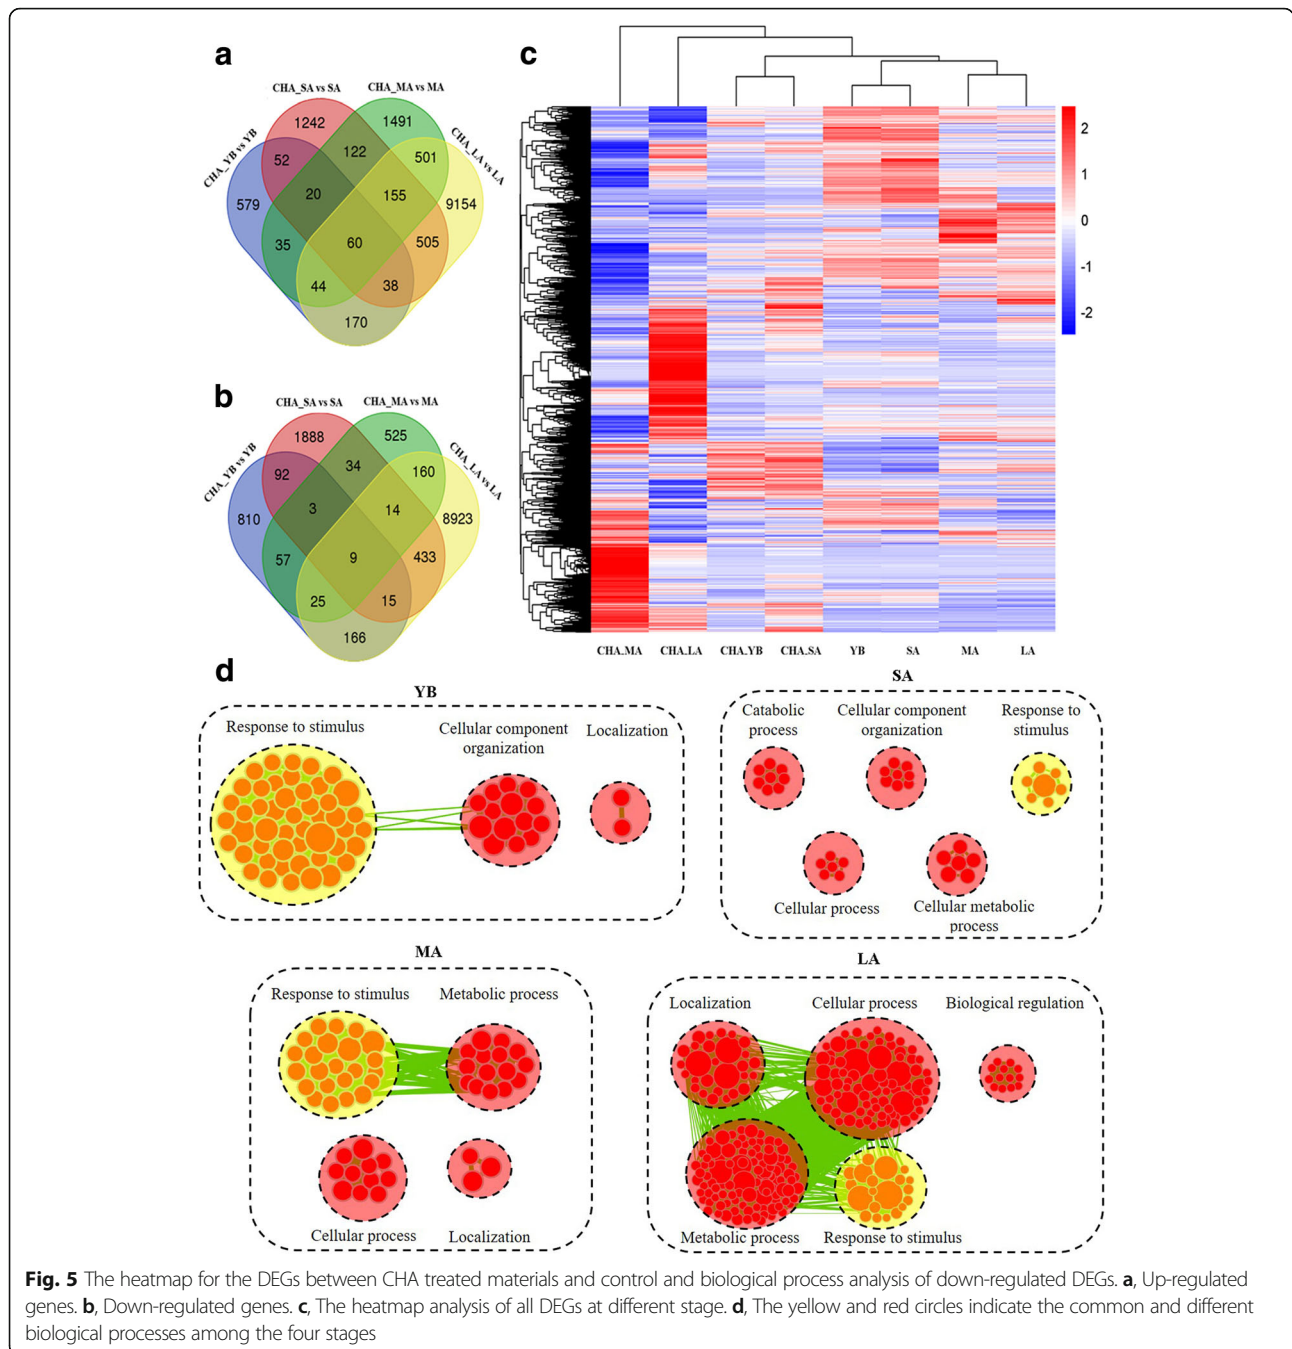 a
CHA_SA vs SA
CHA_MA vs MA
CHA_YB vs YB
CHA_LA vs LA
1242
1491
52
122
501
579
20
155
9154
35
60
505
44
38
170
b
CHA_SA vs SA
CHA_MA vs MA
CHA_YB vs YB
CHA_LA vs LA
1888
525
92
34
160
810
3
14
8923
57
9
433
25
15
166
c
2
1
0
-1
-2
CHA.MA CHA.LA CHA.YB CHA.SA YB SA MA LA
d
YB
Response to stimulus
Cellular component
organization
Localization
SA
Catabolic
process
Cellular component
organization
Response to
stimulus
Cellular process
Cellular metabolic
process
MA
Response to stimulus
Metabolic process
Cellular process
Localization
LA
Localization
Cellular process
Biological regulation
Metabolic process
Response to stimulus
Fig. 5 The heatmap for the DEGs between CHA treated materials and control and biological process analysis of down-regulated DEGs. a, Up-regulated
genes. b, Down-regulated genes. c, The heatmap analysis of all DEGs at different stage. d, The yellow and red circles indicate the common and different
biological processes among the four stages